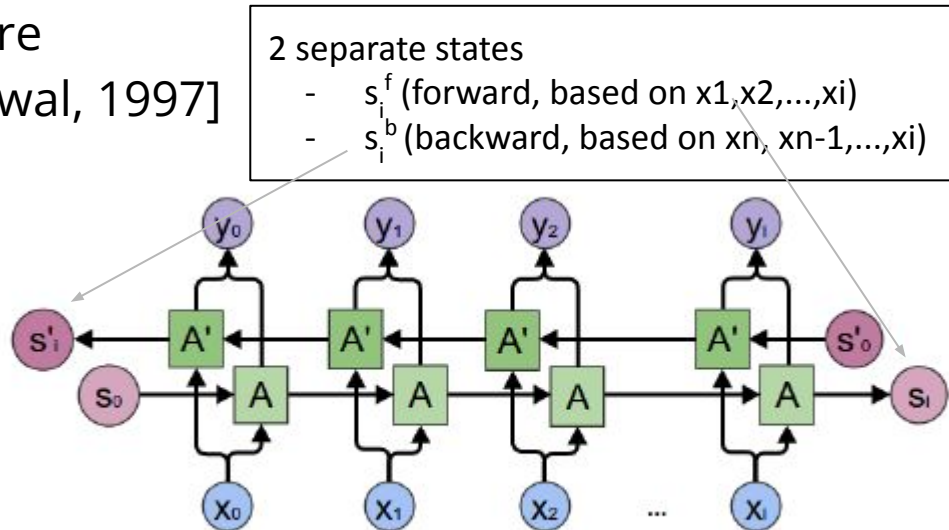 re
wal, 1997]
2 separate states
- s_i^f (forward, based on x1,x2,...,xi)
- s_i^b (backward, based on xn, xn-1,...,xi)
y₀ y₁ y₂ yᵢ
s'ᵢ A' A' A' A' s'₀
s₀ A A A A sᵢ
x₀ x₁ x₂ ... xᵢ